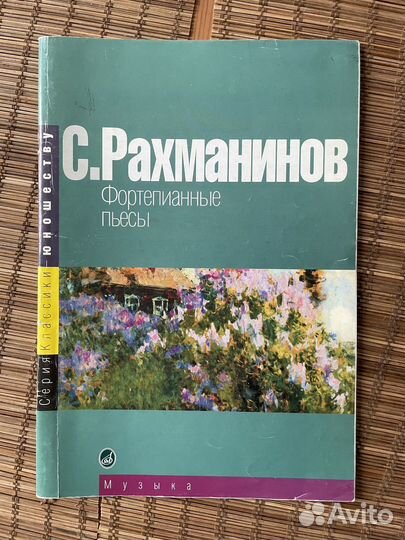 С.Рахманинов
Фортепианные
пьесы
Серия Классики – юношеству
Музыка
Avito